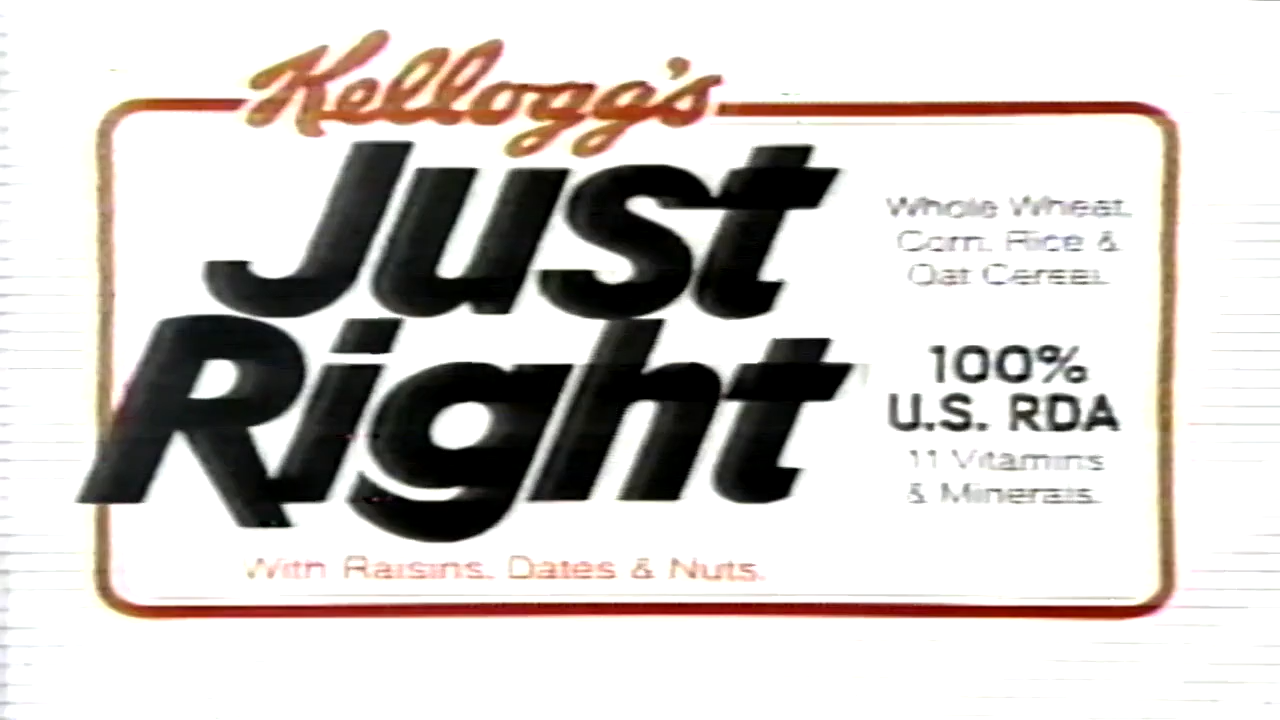 Kellogg's
Just
Right
With Raisins, Dates & Nuts.
Whole Wheat,
Corn, Rice &
Oat Cereal.
100%
U.S. RDA
11 Vitamins
& Minerals.